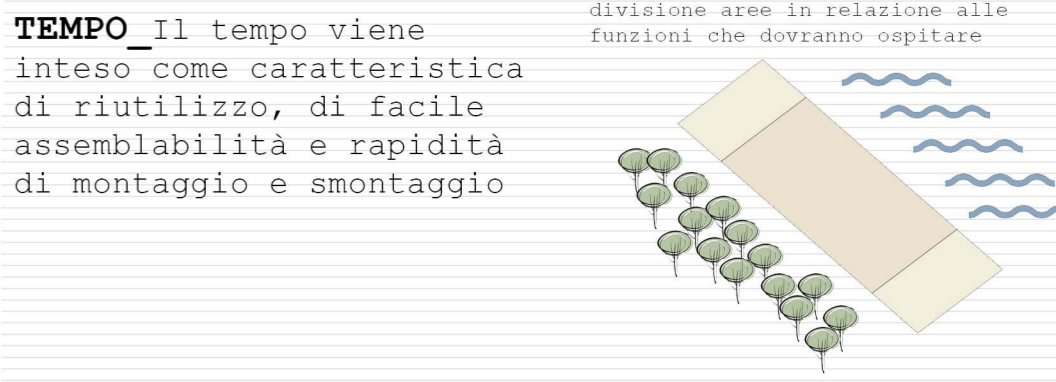 TEMPO_Il tempo viene
inteso come caratteristica
di riutilizzo, di facile
assemblabilità e rapidità
di montaggio e smontaggio
divisione aree in relazione alle
funzioni che dovranno ospitare